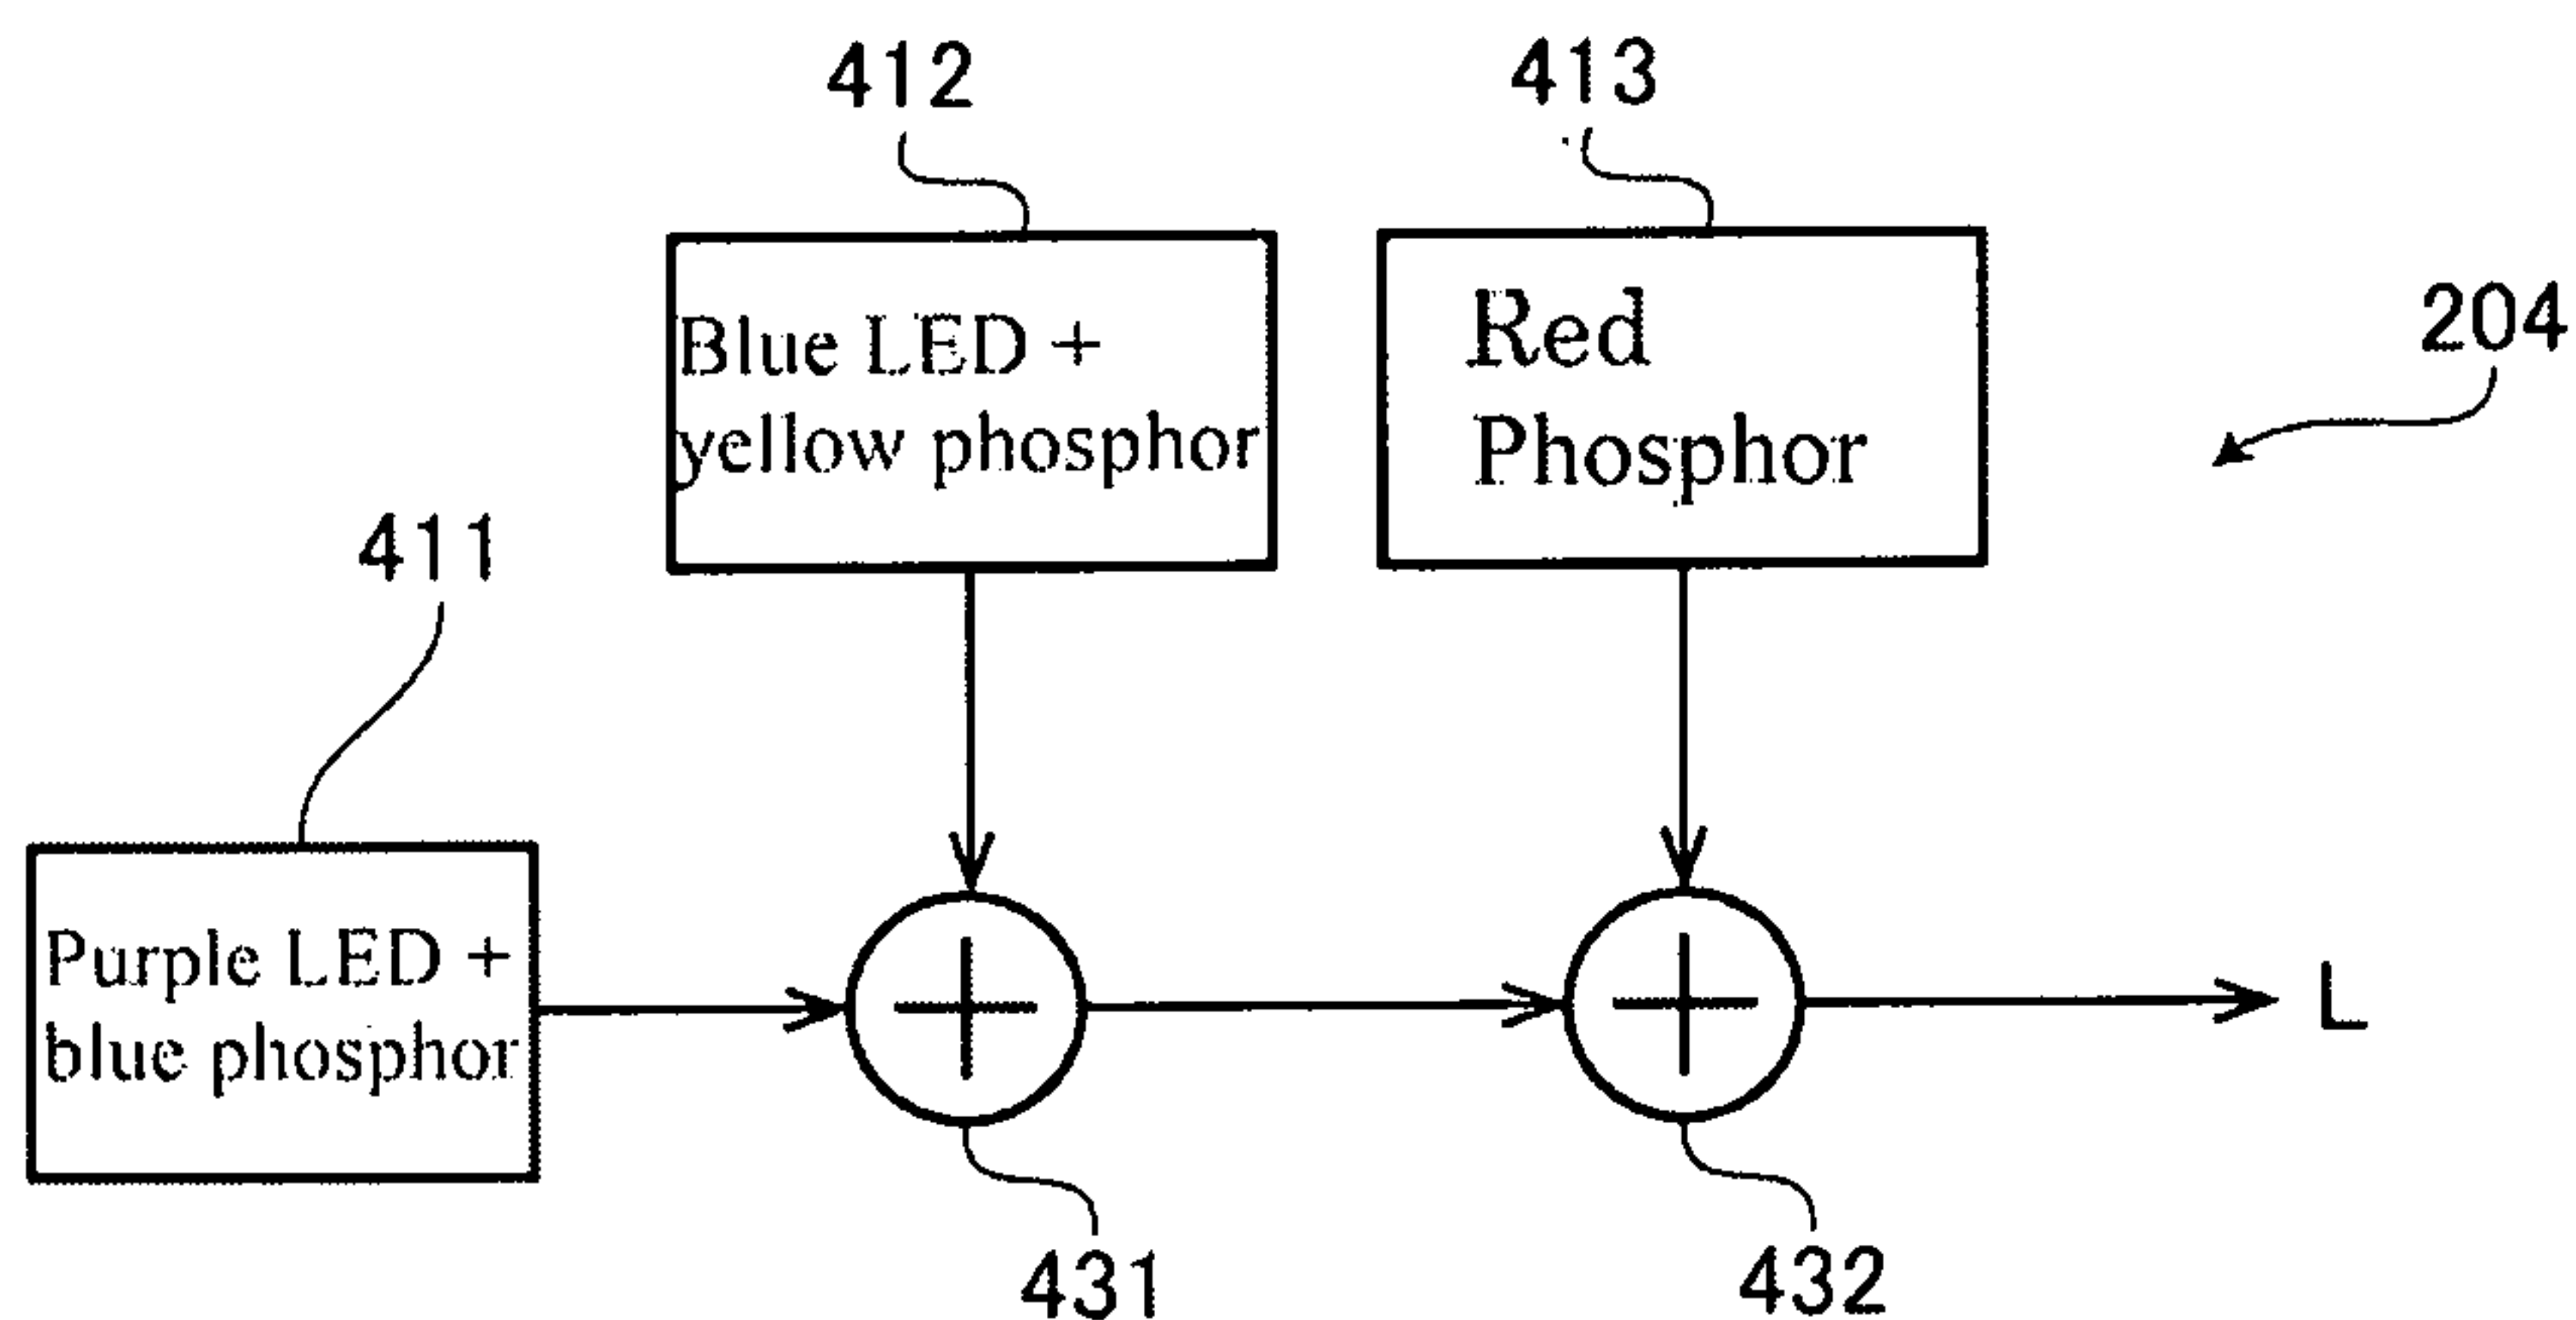 412
413
Blue LED +
yellow phosphor
Red
Phosphor
204
411
Purple LED +
blue phosphor
L
431
432